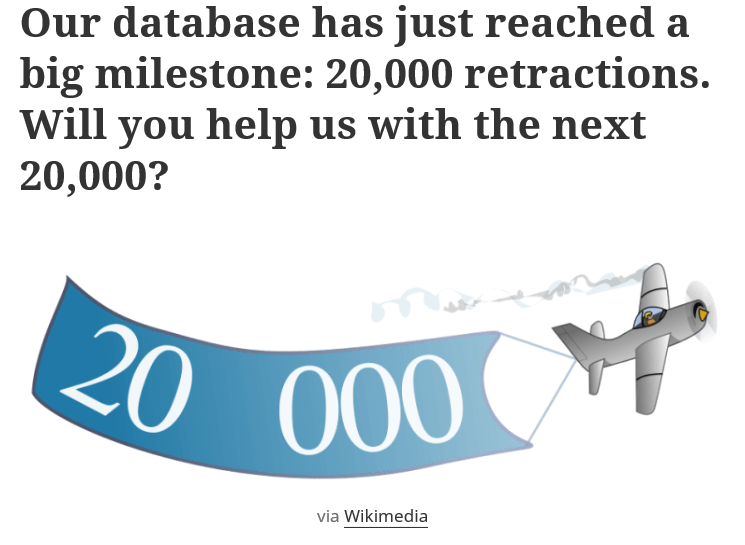 Our database has just reached a
big milestone: 20,000 retractions.
Will you help us with the next
20,000?
20 000
via Wikimedia